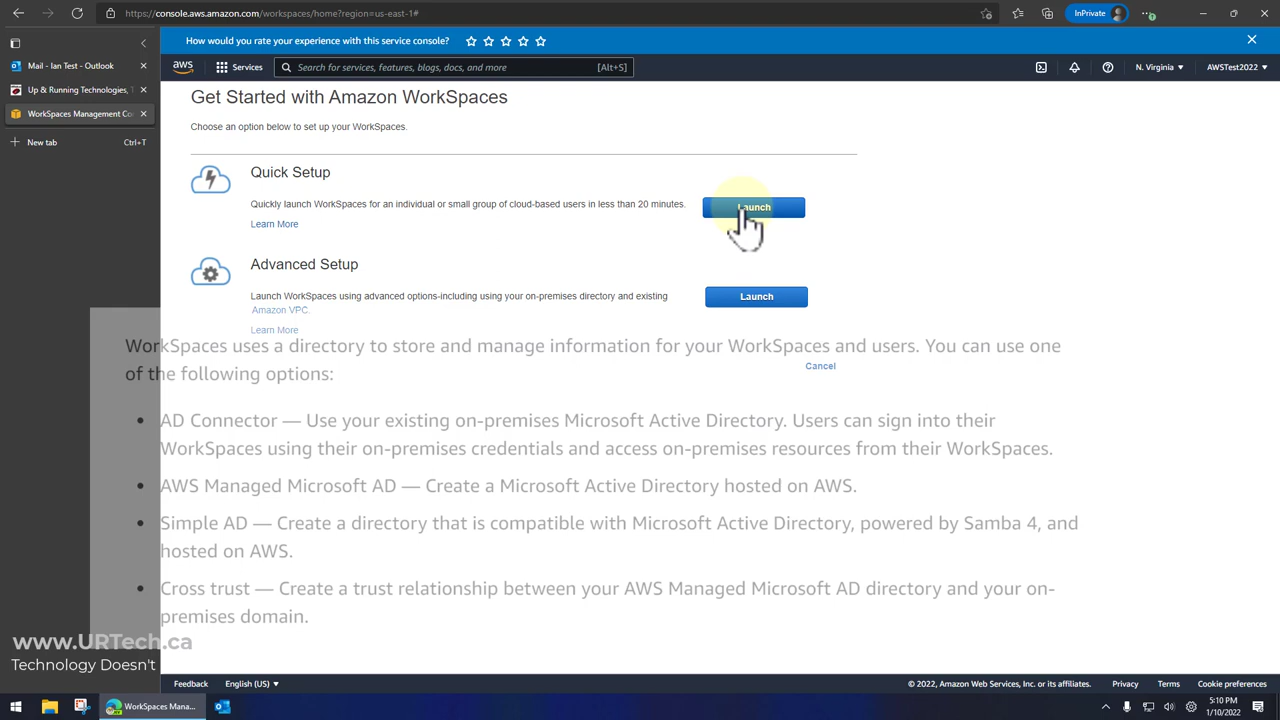 https://console.aws.amazon.com/workspaces/home?region=us-east-1#
InPrivate
How would you rate your experience with this service console?
Mail - Ian Test - Outlook
aws
Services
Search for services, features, blogs, docs, and more
[Alt+S]
N. Virginia
AWSTest2022
Up & Running Technologies,
WorkSpaces Management Co
New tab
Ctrl+T
Get Started with Amazon WorkSpaces
Choose an option below to set up your WorkSpaces.
Quick Setup
Quickly launch WorkSpaces for an individual or small group of cloud-based users in less than 20 minutes.
Launch
Learn More
Advanced Setup
Launch WorkSpaces using advanced options-including using your on-premises directory and existing
Amazon VPC.
Launch
Learn More
Cancel
WorkSpaces uses a directory to store and manage information for your WorkSpaces and users. You can use one
of the following options:
• AD Connector — Use your existing on-premises Microsoft Active Directory. Users can sign into their
WorkSpaces using their on-premises credentials and access on-premises resources from their WorkSpaces.
• AWS Managed Microsoft AD — Create a Microsoft Active Directory hosted on AWS.
• Simple AD — Create a directory that is compatible with Microsoft Active Directory, powered by Samba 4, and
hosted on AWS.
• Cross trust — Create a trust relationship between your AWS Managed Microsoft AD directory and your on-
premises domain.
www.URTech.ca
Technology Doesn't
Feedback
English (US)
© 2022, Amazon Web Services, Inc. or its affiliates.
Privacy
Terms
Cookie preferences
WorkSpaces Mana...
5:10 PM
1/10/2022